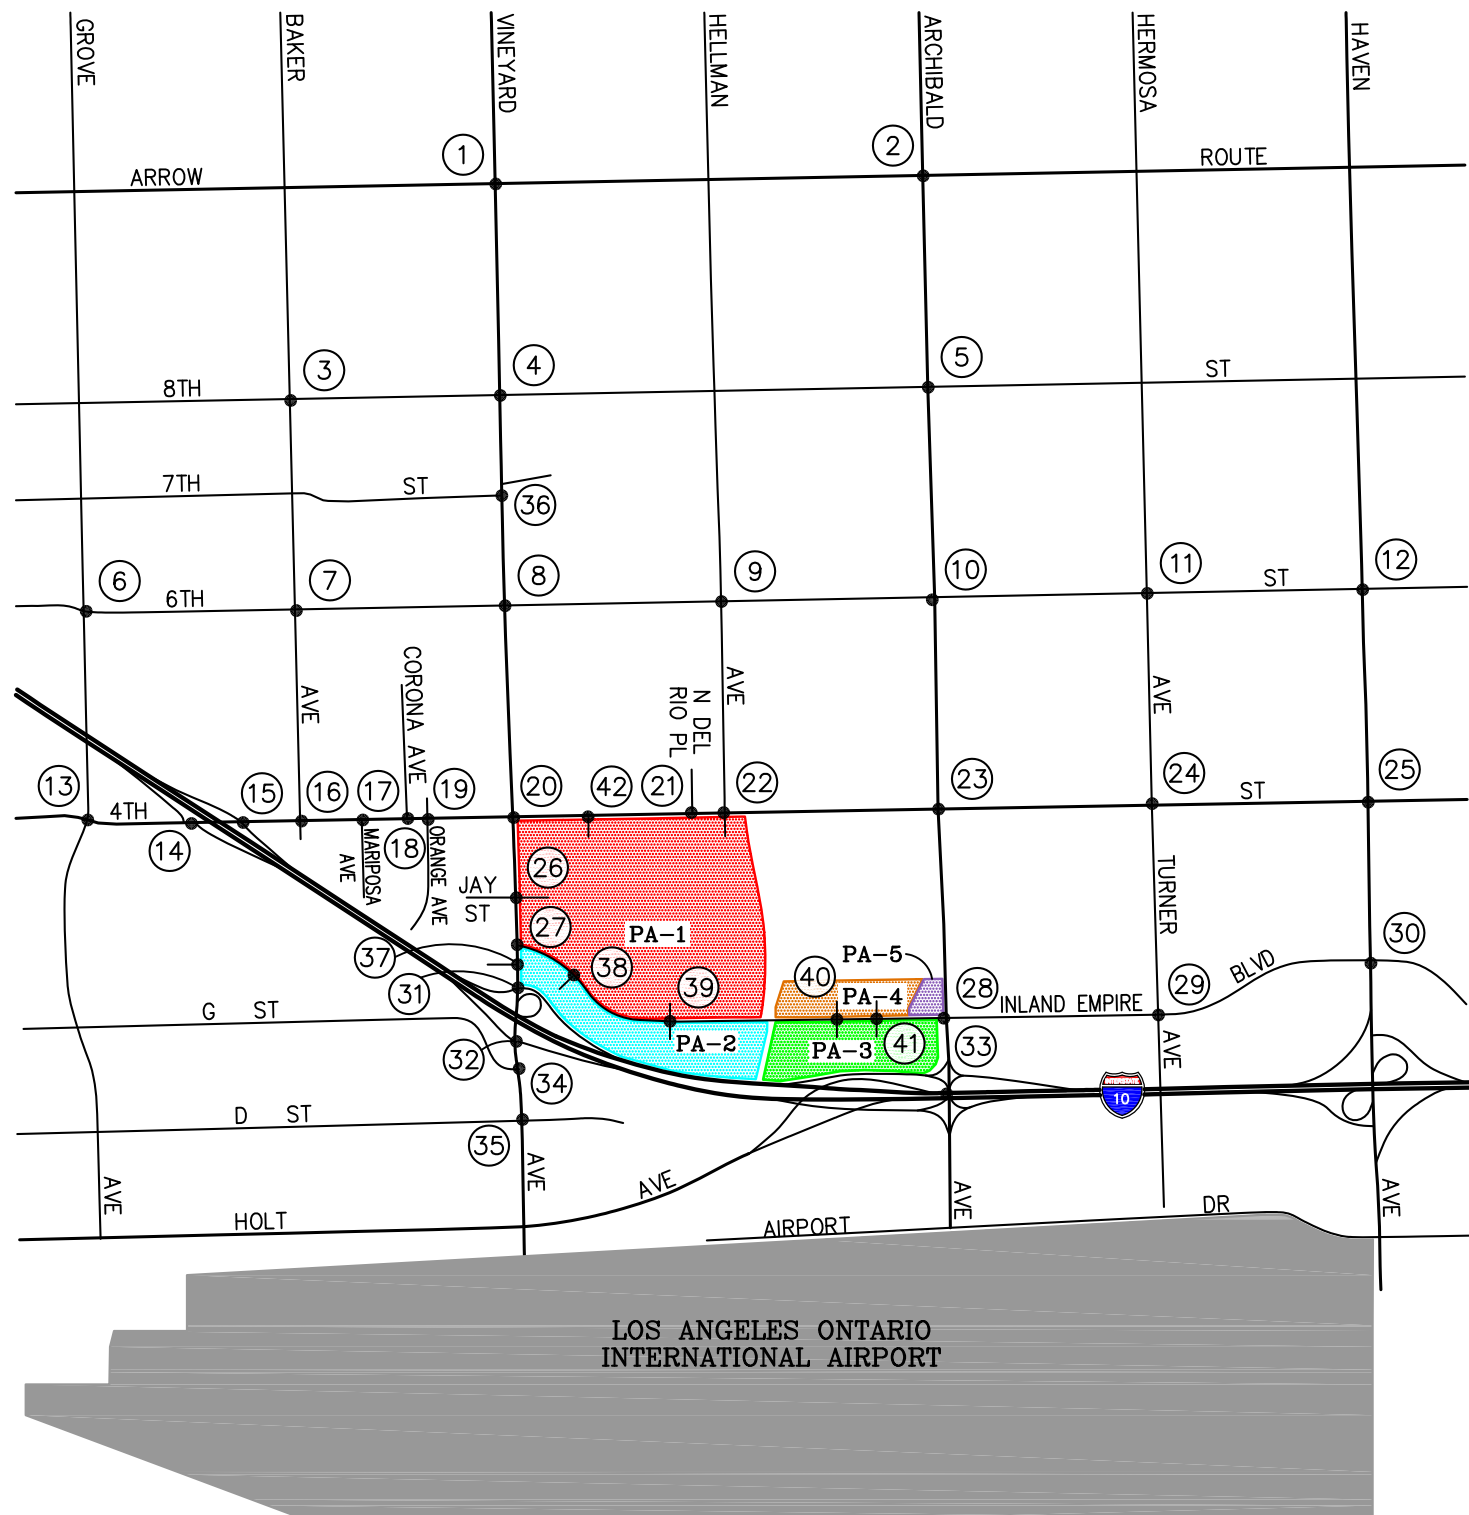 GROVE
BAKER
VINEYARD
HELLMAN
ARCHIBALD
HERMOSA
HAVEN
1
2
ARROW
ROUTE
3
4
5
8TH
ST
7TH
ST
36
6
7
8
9
10
11
12
6TH
ST
CORONA AVE
AVE
N DEL
RIO PL
AVE
AVE
13
15
16
17
19
20
42
21
22
23
24
25
4TH
ST
14
18
MARIPOSA
AVE
ORANGE AVE
26
JAY
ST
TURNER
27
PA-1
37
38
PA-5
30
31
39
40
PA-4
28
INLAND EMPIRE
29
BLVD
G ST
32
PA-2
PA-3
41
33
AVE
34
INTERSTATE
10
D ST
35
AVE
AVE
AVE
AVE
AVE
HOLT
AIRPORT
DR
LOS ANGELES ONTARIO
INTERNATIONAL AIRPORT